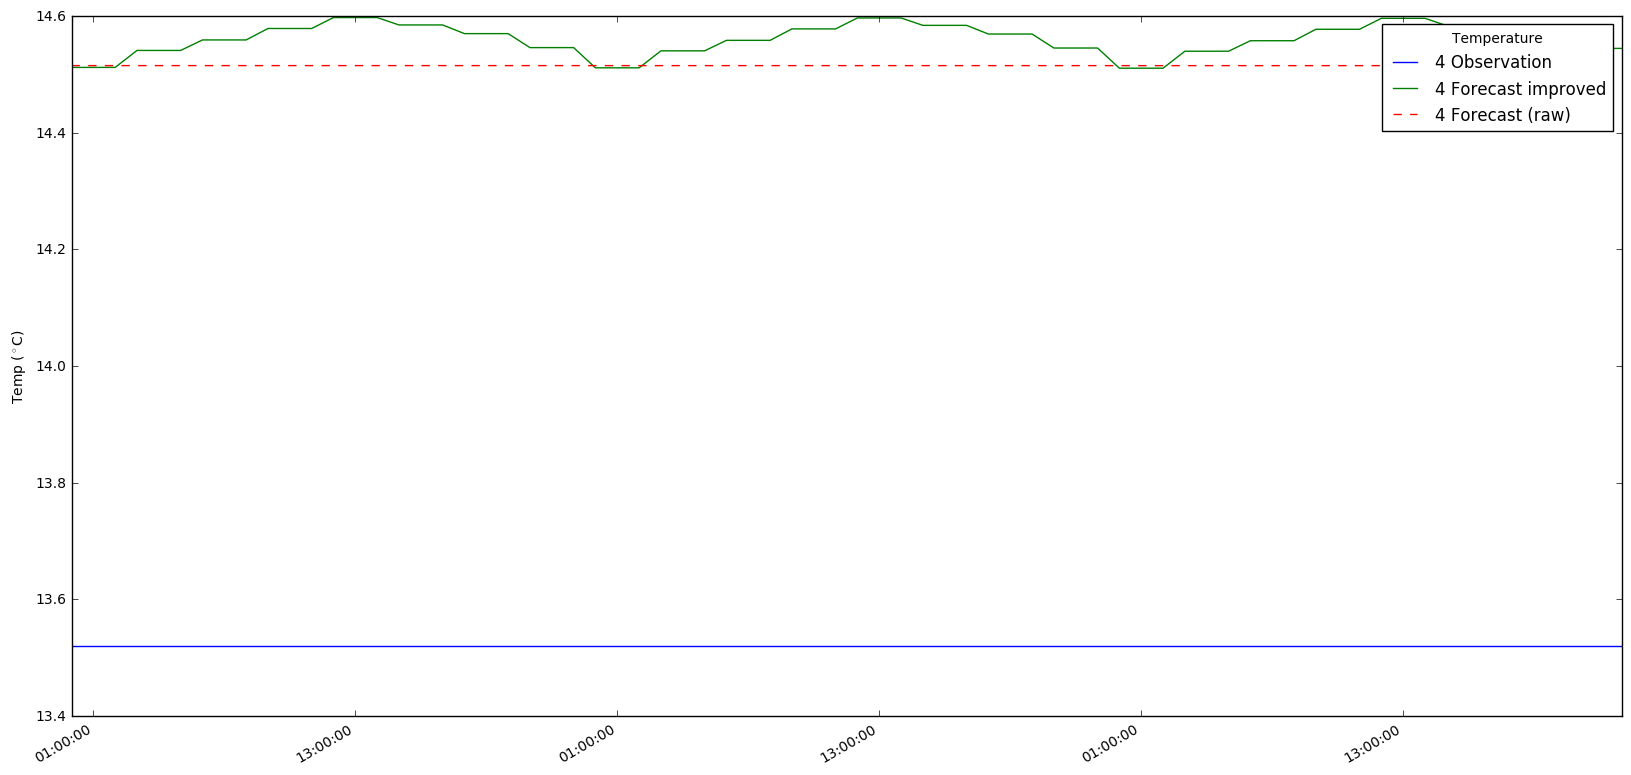 14.6
14.4
14.2
14.0
13.8
13.6
13.4
Temp (°C)
Temperature
4 Observation
4 Forecast improved
4 Forecast (raw)
01:00:00
13:00:00
01:00:00
13:00:00
01:00:00
13:00:00